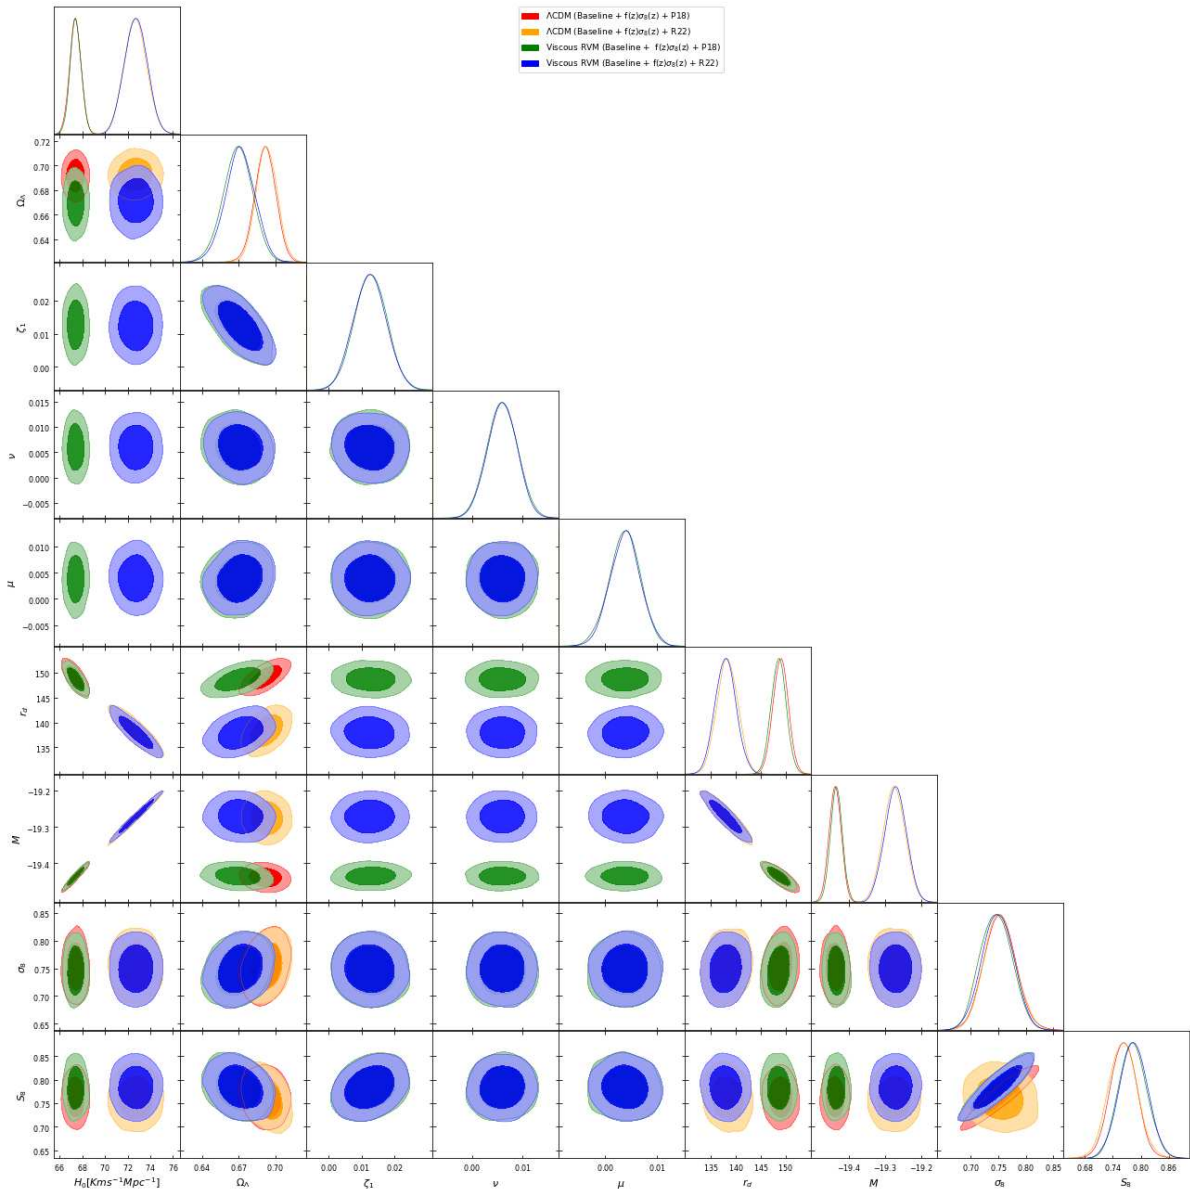 ΛCDM (Baseline + f(z)σ₈(z) + P18)
ΛCDM (Baseline + f(z)σ₈(z) + R22)
Viscous RVM (Baseline + f(z)σ₈(z) + P18)
Viscous RVM (Baseline + f(z)σ₈(z) + R22)
0.72
0.70
0.68
0.66
0.64
Ω_Λ
0.02
0.01
0.00
ζ₁
0.015
0.010
0.005
0.000
−0.005
ν
0.010
0.005
0.000
−0.005
μ
150
145
140
135
r_d
−19.2
−19.3
−19.4
M
0.85
0.80
0.75
0.70
0.65
σ₈
0.85
0.80
0.75
0.70
0.65
S₈
66 68 70 72 74 76
0.64 0.67 0.70
0.00 0.01 0.02
0.00 0.01
0.00 0.01
135 140 145 150
−19.4 −19.3 −19.2
0.70 0.75 0.80 0.85
0.68 0.74 0.80 0.86
H₀[Kms⁻¹Mpc⁻¹]
Ω_Λ
ζ₁
ν
μ
r_d
M
σ₈
S₈